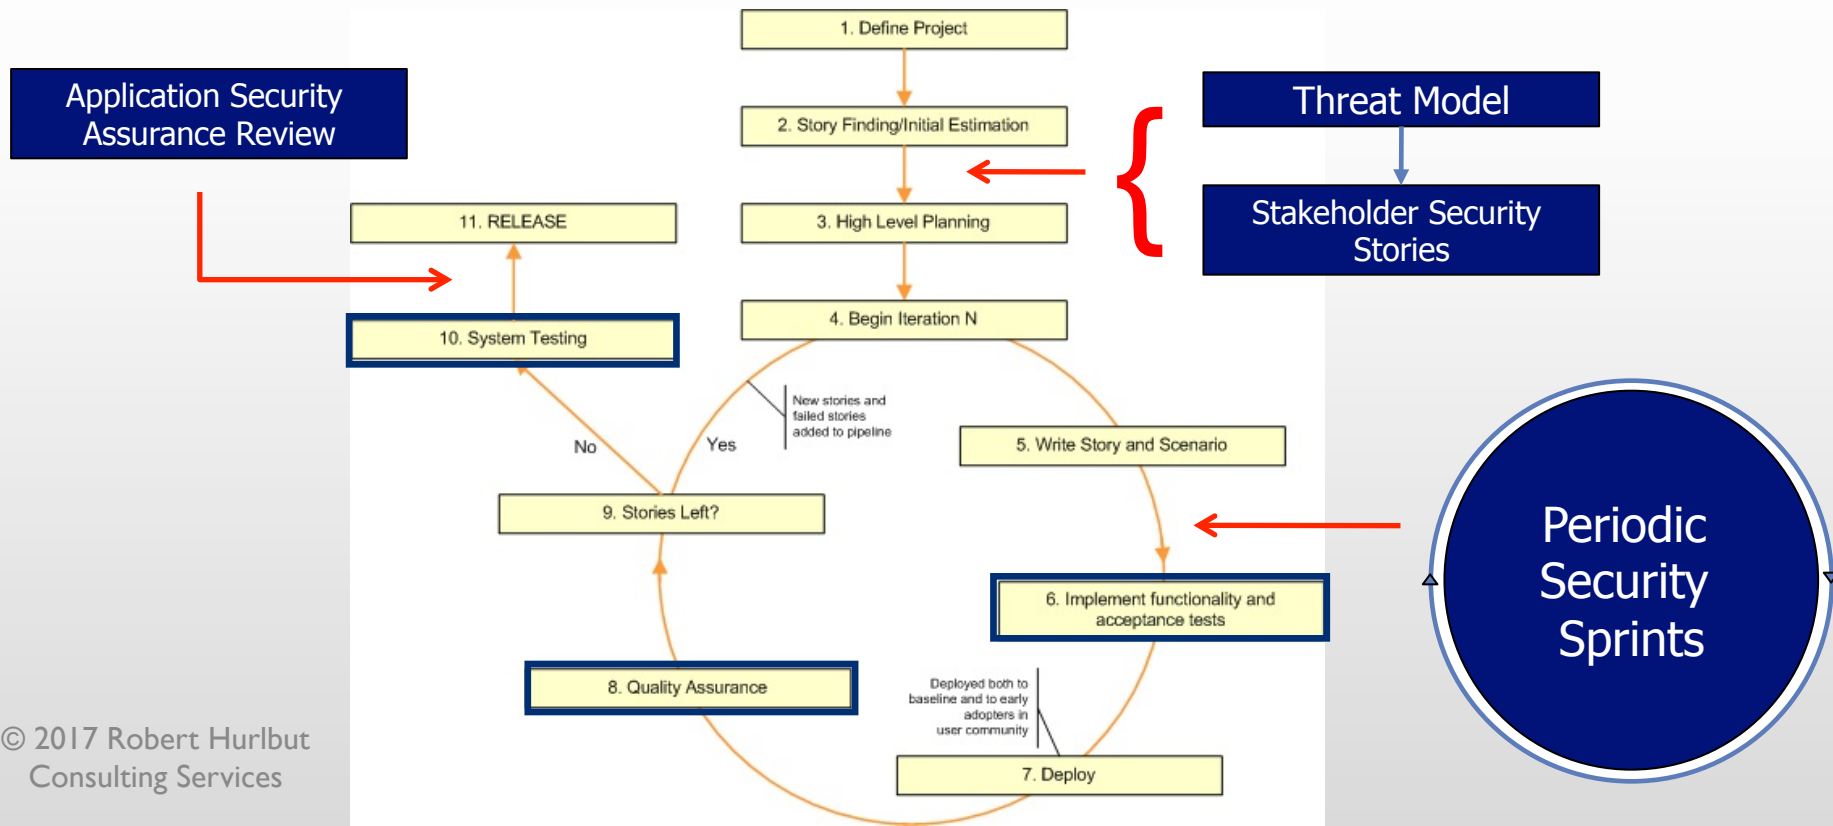 1. Define Project
Application Security
Assurance Review
Threat Model
2. Story Finding/Initial Estimation
{
Stakeholder Security
Stories
11. RELEASE
3. High Level Planning
4. Begin Iteration N
10. System Testing
New stories and
failed stories
added to pipeline
No
Yes
5. Write Story and Scenario
9. Stories Left?
Periodic
Security
Sprints
6. Implement functionality and
acceptance tests
8. Quality Assurance
Deployed both to
baseline and to early
adopters in
user community
7. Deploy
© 2017 Robert Hurlbut
Consulting Services